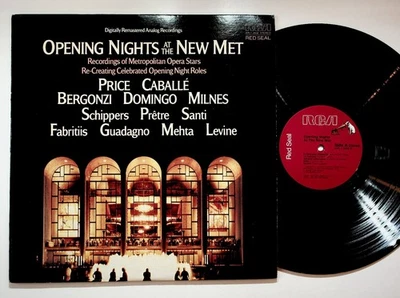 Digitally Remastered Analog Recordings
RCA
RED SEAL
OPENING NIGHTS AT THE NEW MET
Recordings of Metropolitan Opera Stars
Re-Creating Celebrated Opening Night Roles
PRICE CABALLÉ
BERGONZI DOMINGO MILNES
Schippers Prêtre Santi
Fabritiis Guadagno Mehta Levine
RCA
Red Seal